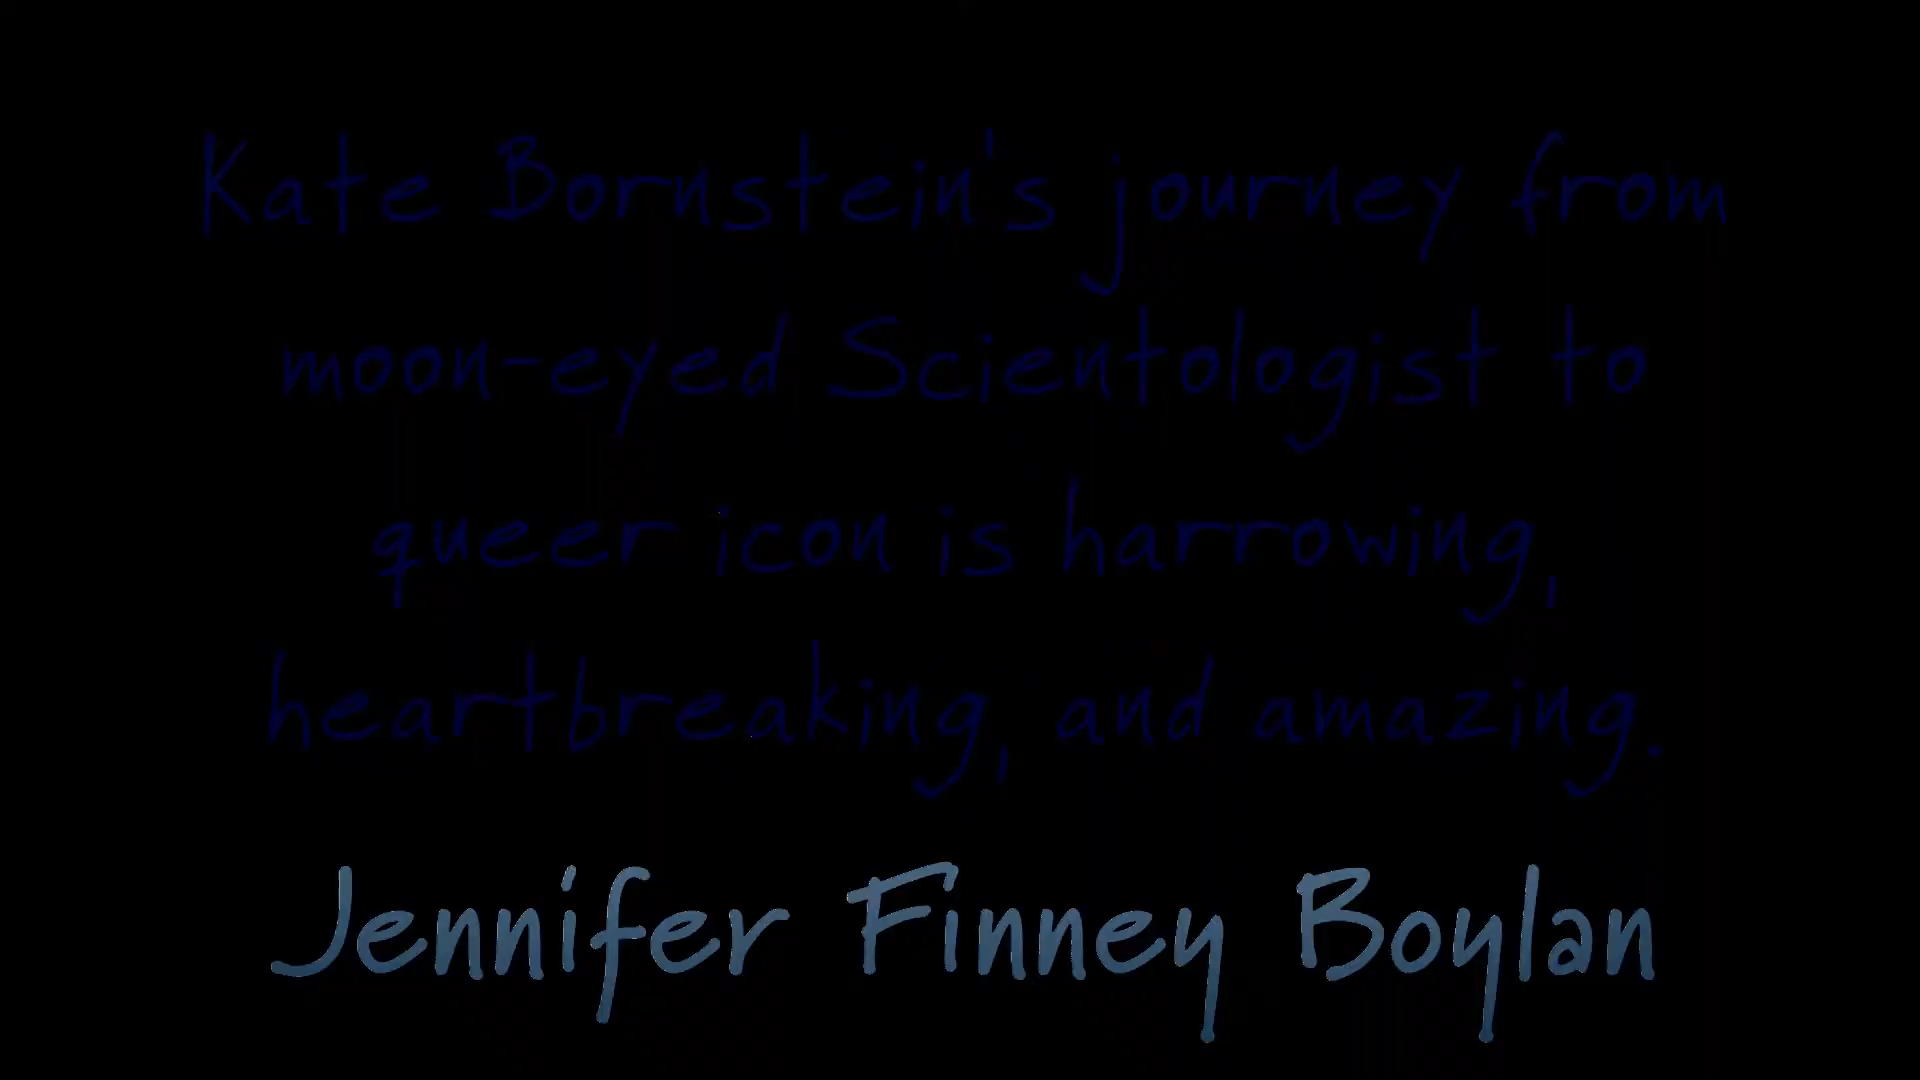 Kate Bornstein's journey from
moon-eyed Scientologist to
queer icon is harrowing,
heartbreaking, and amazing.
Jennifer Finney Boylan